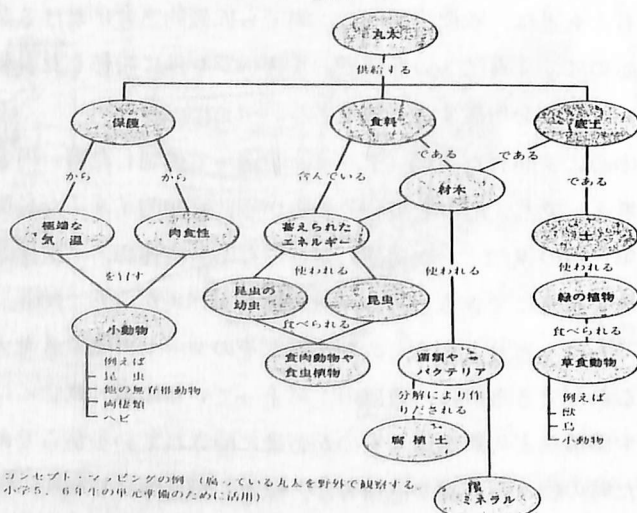 丸太
供給する
保護
食料
底土
である
である
から
から
含んでいる
である
材木
極端な
気温
肉食性
蓄えられた
エネルギー
土
を冒す
使われる
使われる
使われる
昆虫の
幼虫
昆虫
緑の植物
小動物
食べられる
食べられる
例えば
昆虫
他の無脊椎動物
両棲類
ヘビ
食肉動物や
食虫植物
菌類や
バクテリア
草食動物
分解により作
りだされる
例えば
獣
鳥
小動物
腐植土
ミネラル
コンセプト・マッピングの例(腐っている丸太を野外で観察する
小学5、6年生の単元準備のために活用)